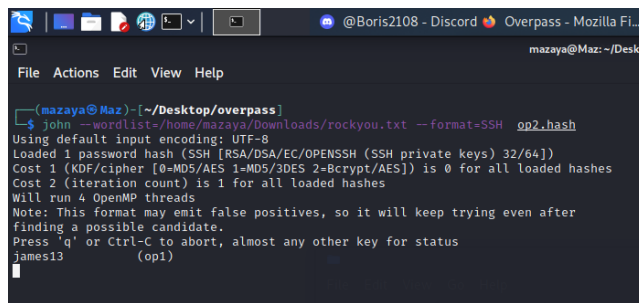 @Boris2108 - Discord
Overpass - Mozilla Fi...
mazaya@Maz: ~/Desk
File Actions Edit View Help
(mazaya㉿Maz)-[~/Desktop/overpass]
$ john --wordlist=/home/mazaya/Downloads/rockyou.txt --format=SSH op2.hash
Using default input encoding: UTF-8
Loaded 1 password hash (SSH [RSA/DSA/EC/OPENSSH (SSH private keys) 32/64])
Cost 1 (KDF/cipher [0=MD5/AES 1=MD5/3DES 2=Bcrypt/AES]) is 0 for all loaded hashes
Cost 2 (iteration count) is 1 for all loaded hashes
Will run 4 OpenMP threads
Note: This format may emit false positives, so it will keep trying even after
finding a possible candidate.
Press 'q' or Ctrl-C to abort, almost any other key for status
james13 (op1)